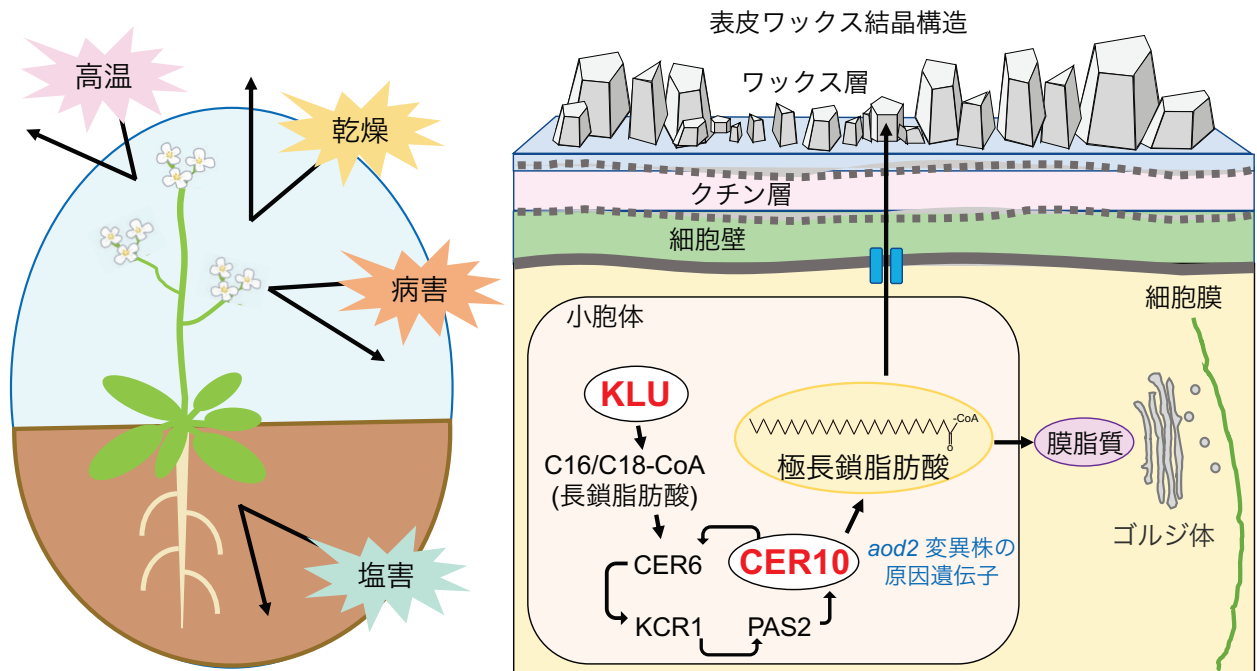 高温
乾燥
病害
塩害
表皮ワックス結晶構造
ワックス層
クチン層
細胞壁
細胞膜
小胞体
KLU
C16/C18-CoA
(長鎖脂肪酸)
CER6
KCR1
PAS2
CER10
aod2 変異株の
原因遺伝子
-CoA
O
極長鎖脂肪酸
膜脂質
ゴルジ体